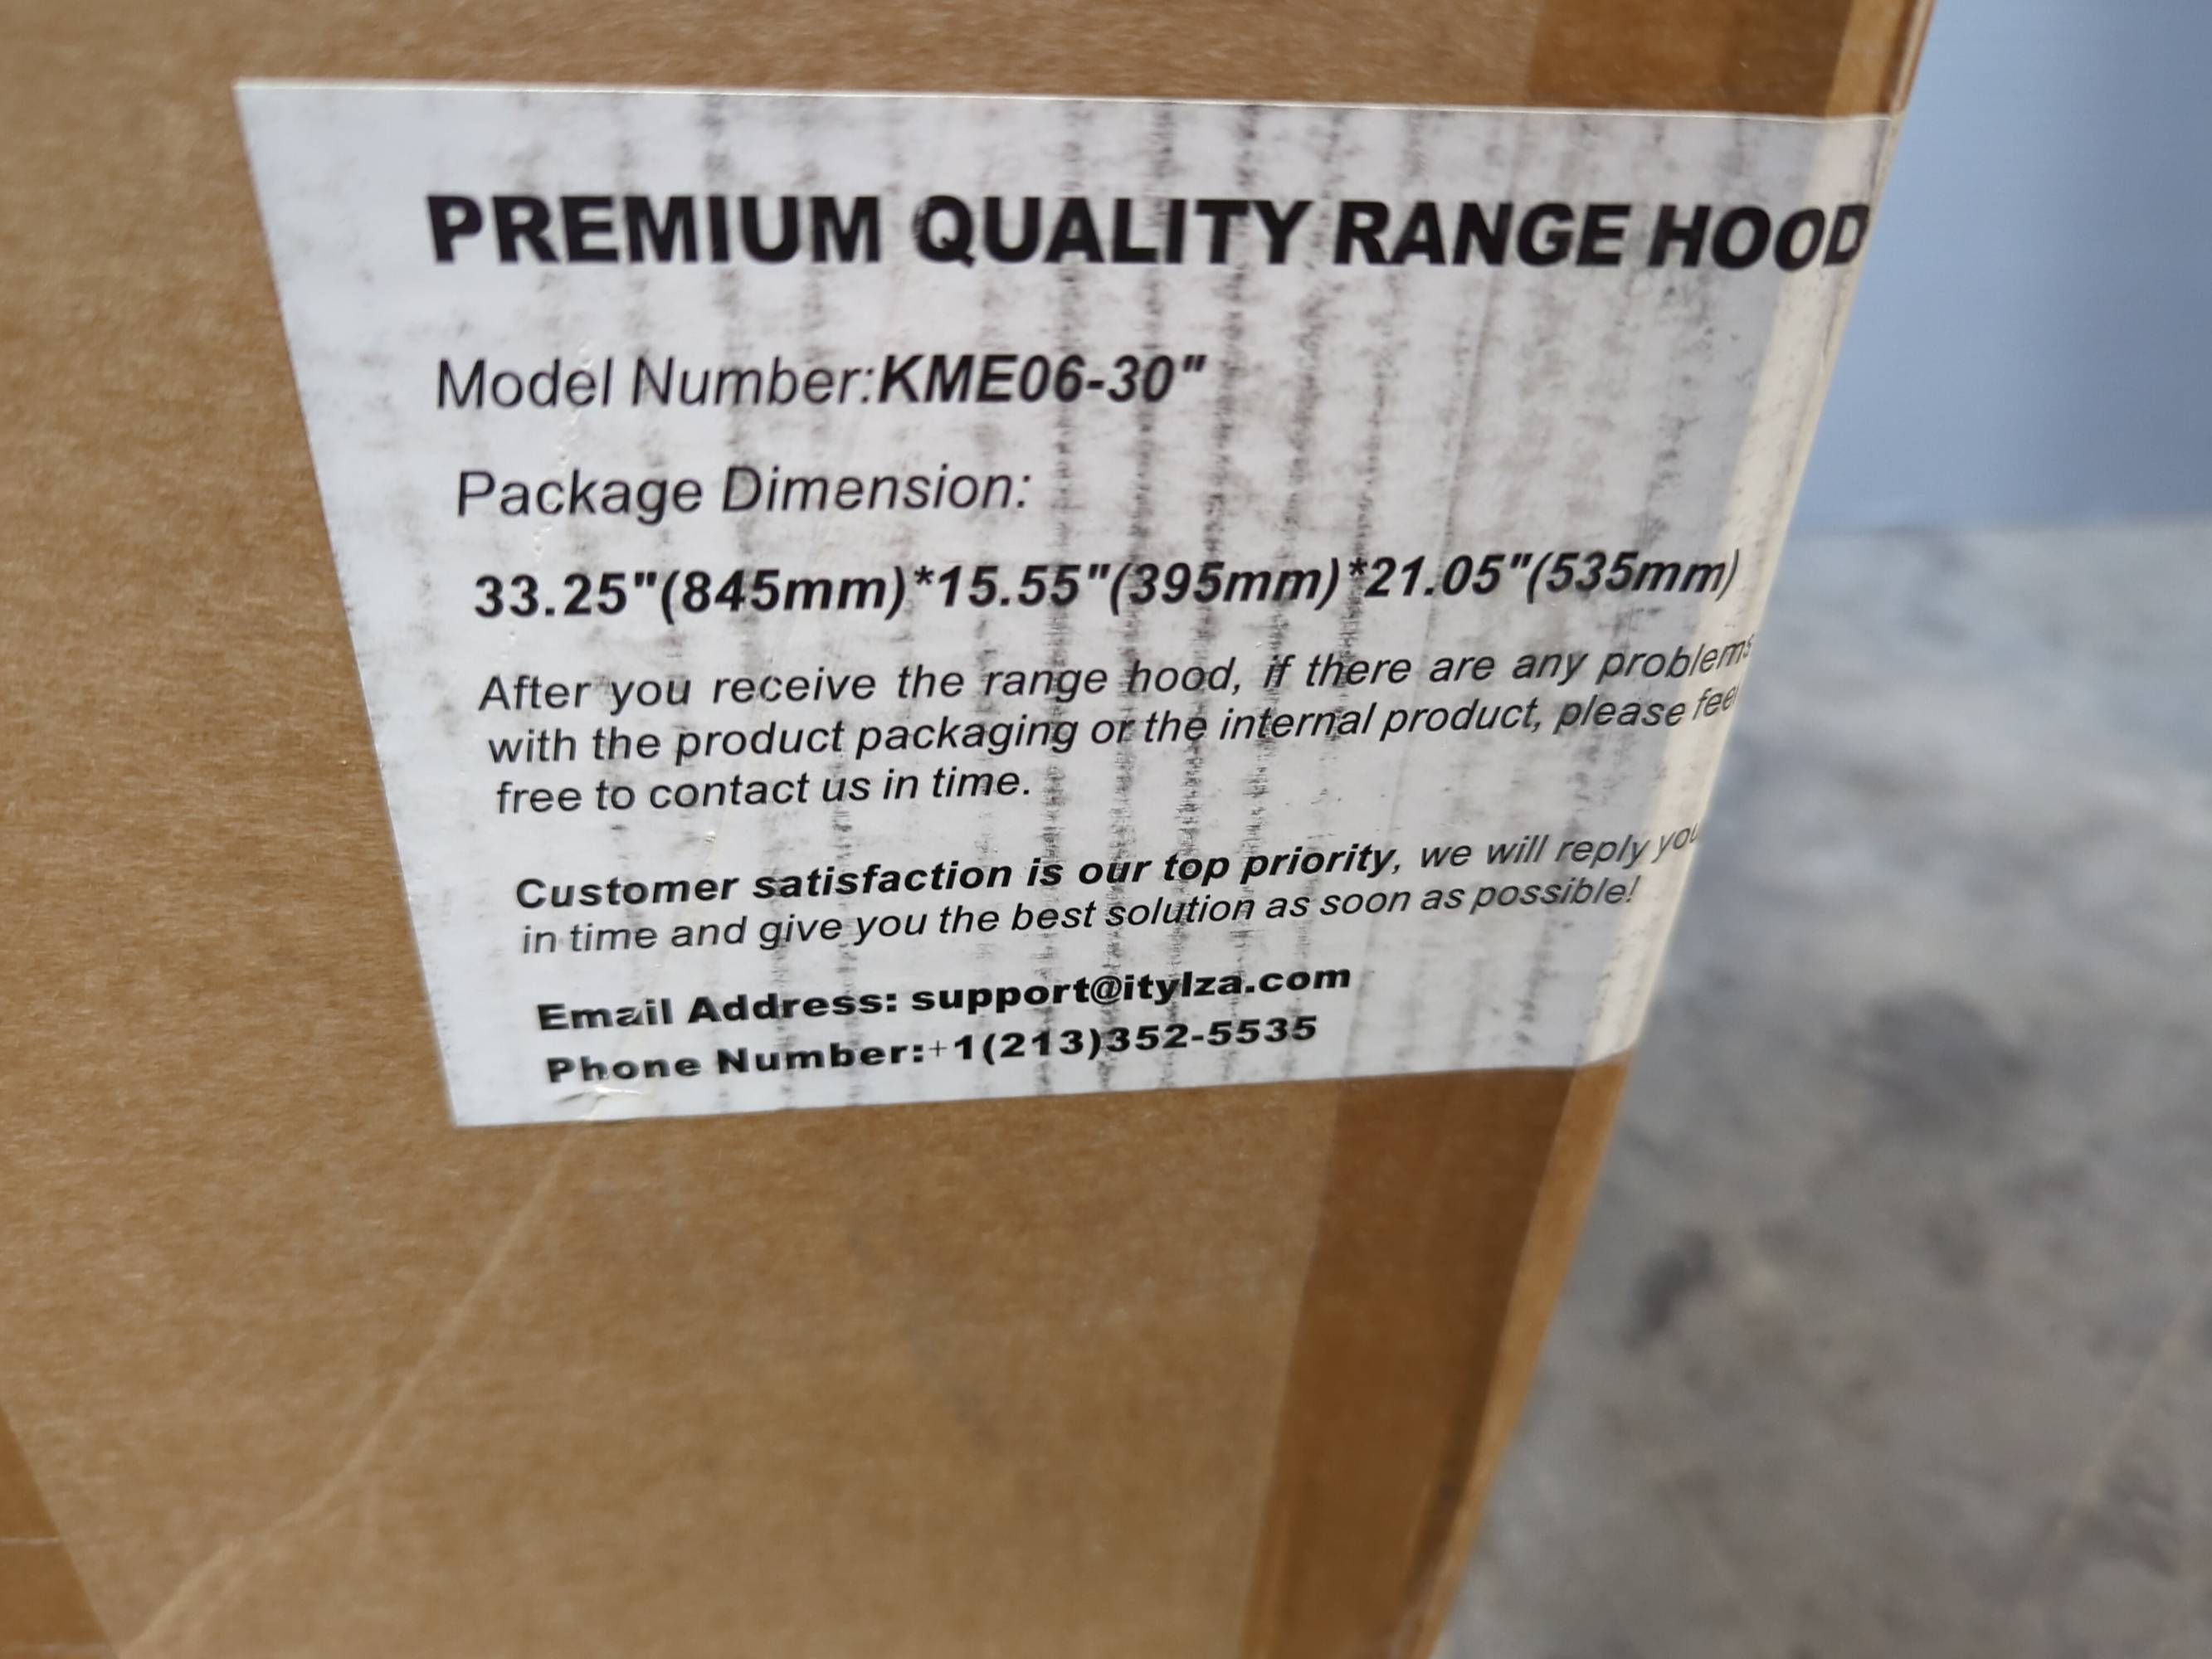 PREMIUM QUALITY RANGE HOOD
Model Number:KME06-30"
Package Dimension:
33.25"(845mm)*15.55"(395mm)*21.05"(535mm)
After you receive the range hood, if there are any problems
with the product packaging or the internal product, please feel
free to contact us in time.
Customer satisfaction is our top priority, we will reply you
in time and give you the best solution as soon as possible!
Email Address: support@itylza.com
Phone Number:+1(213)352-5535